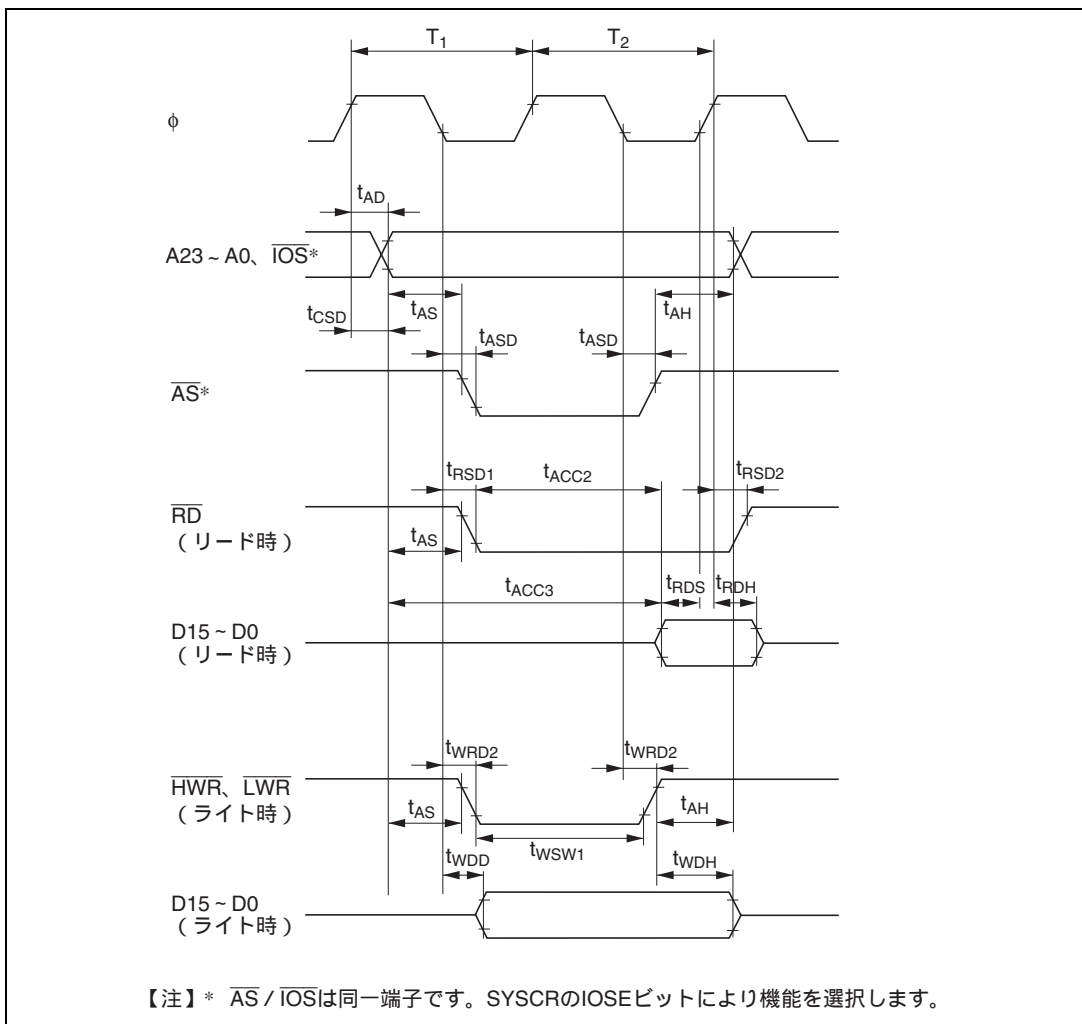 T1 T2
φ
tAD
A23~A0、IOS*
tAS tAH
tCSD
tASD tASD
AS*
tRSD1 tACC2 tRSD2
RD
(リード時)
tAS
tACC3 tRDS tRDH
D15~D0
(リード時)
tWRD2 tWRD2
HWR、LWR
(ライト時)
tAS tAH
tWSW1
tWDD tWDH
D15~D0
(ライト時)
【注】* AS / IOSは同一端子です。SYSCRのIOSEビットにより機能を選択します。